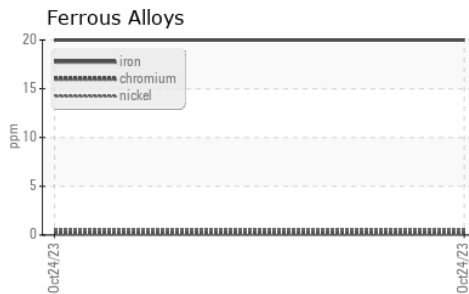 Ferrous Alloys
20
15
10
5
0
ppm
iron
chromium
nickel
Oct24/23
Oct24/23